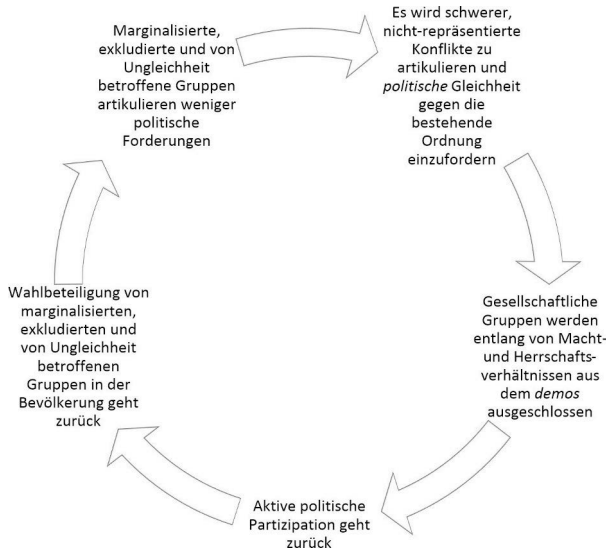 Marginalisierte,
exkludierte und von
Ungleichheit
betroffene Gruppen
artikulieren weniger
politische
Forderungen
Es wird schwerer,
nicht-repräsentierte
Konflikte zu
artikulieren und
politische Gleichheit
gegen die
bestehende
Ordnung
einzufordern
Gesellschaftliche
Gruppen werden
entlang von Macht-
und Herrschafts-
verhältnissen aus
dem demos
ausgeschlossen
Aktive politische
Partizipation geht
zurück
Wahlbeteiligung von
marginalisierten,
exkludierten und
von Ungleichheit
betroffenen
Gruppen in der
Bevölkerung geht
zurück